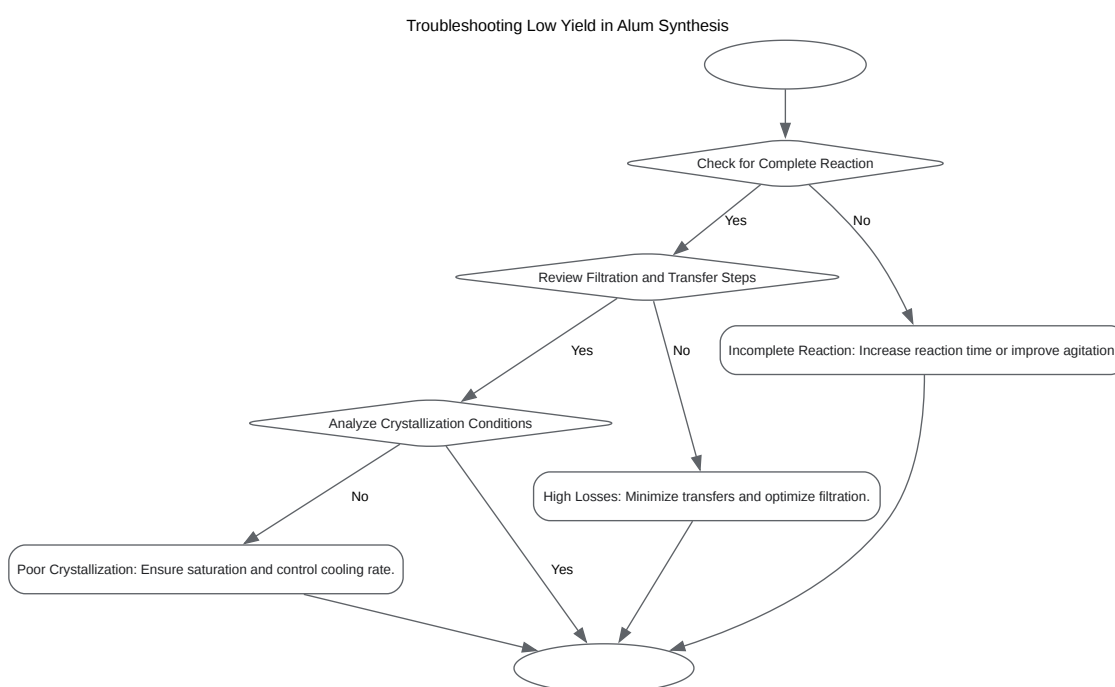 Troubleshooting Low Yield in Alum Synthesis
Check for Complete Reaction
Yes
No
Review Filtration and Transfer Steps
Yes
No
Incomplete Reaction: Increase reaction time or improve agitation
Analyze Crystallization Conditions
No
Yes
High Losses: Minimize transfers and optimize filtration.
Poor Crystallization: Ensure saturation and control cooling rate.